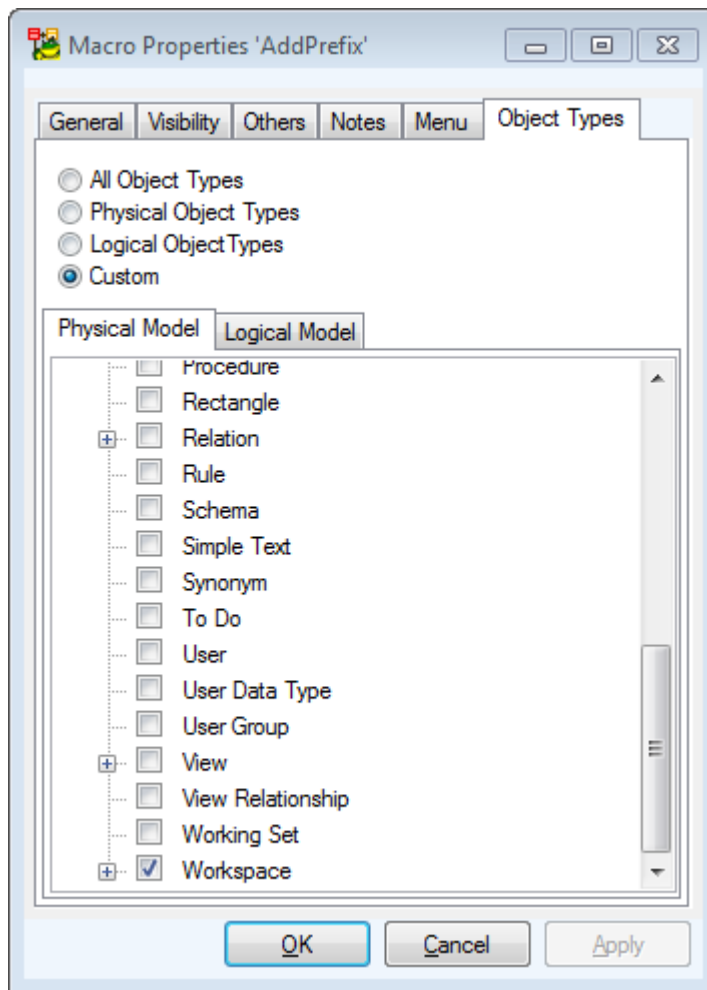 Macro Properties 'AddPrefix'
General Visibility Others Notes Menu Object Types
All Object Types
Physical Object Types
Logical ObjectTypes
Custom
Physical Model Logical Model
Procedure
Rectangle
Relation
Rule
Schema
Simple Text
Synonym
To Do
User
User Data Type
User Group
View
View Relationship
Working Set
Workspace
OK Cancel Apply